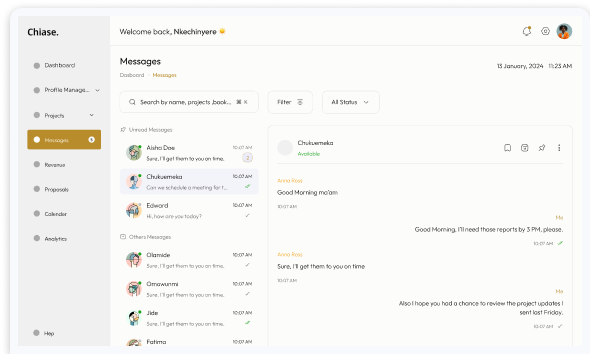 Chiase.
Welcome back, Nkechinyere
Dashboard
Profile Manage...
Projects
Messages
Revenue
Proposals
Calender
Analytics
Hep
Messages
Dasboard
Messages
13 January, 2024 11:23 AM
Search by name, projects ,book... ⌘ K
Filter
All Status
Unread Messages
Aisha Doe 10:07 AM
Sure, I'll get them to you on time. 2
Chukuemeka 10:07 AM
Can we schedule a meeting for t...
Edward 10:07 AM
Hi, how are you today?
Others Messages
Olamide 10:07 AM
Sure, I'll get them to you on time.
Omowunmi 10:07 AM
Sure, I'll get them to you on time.
Jide 10:07 AM
Sure, I'll get them to you on time.
Fatima 10:07 AM
Chukuemeka
Available
Anna Rose
Good Morning ma'am
10:07 AM
Me
Good Morning, I'll need those reports by 3 PM, please.
10:07 AM
Anna Rose
Sure, I'll get them to you on time
10:07 AM
Me
Also I hope you had a chance to review the project updates I
sent last Friday.
10:07 AM